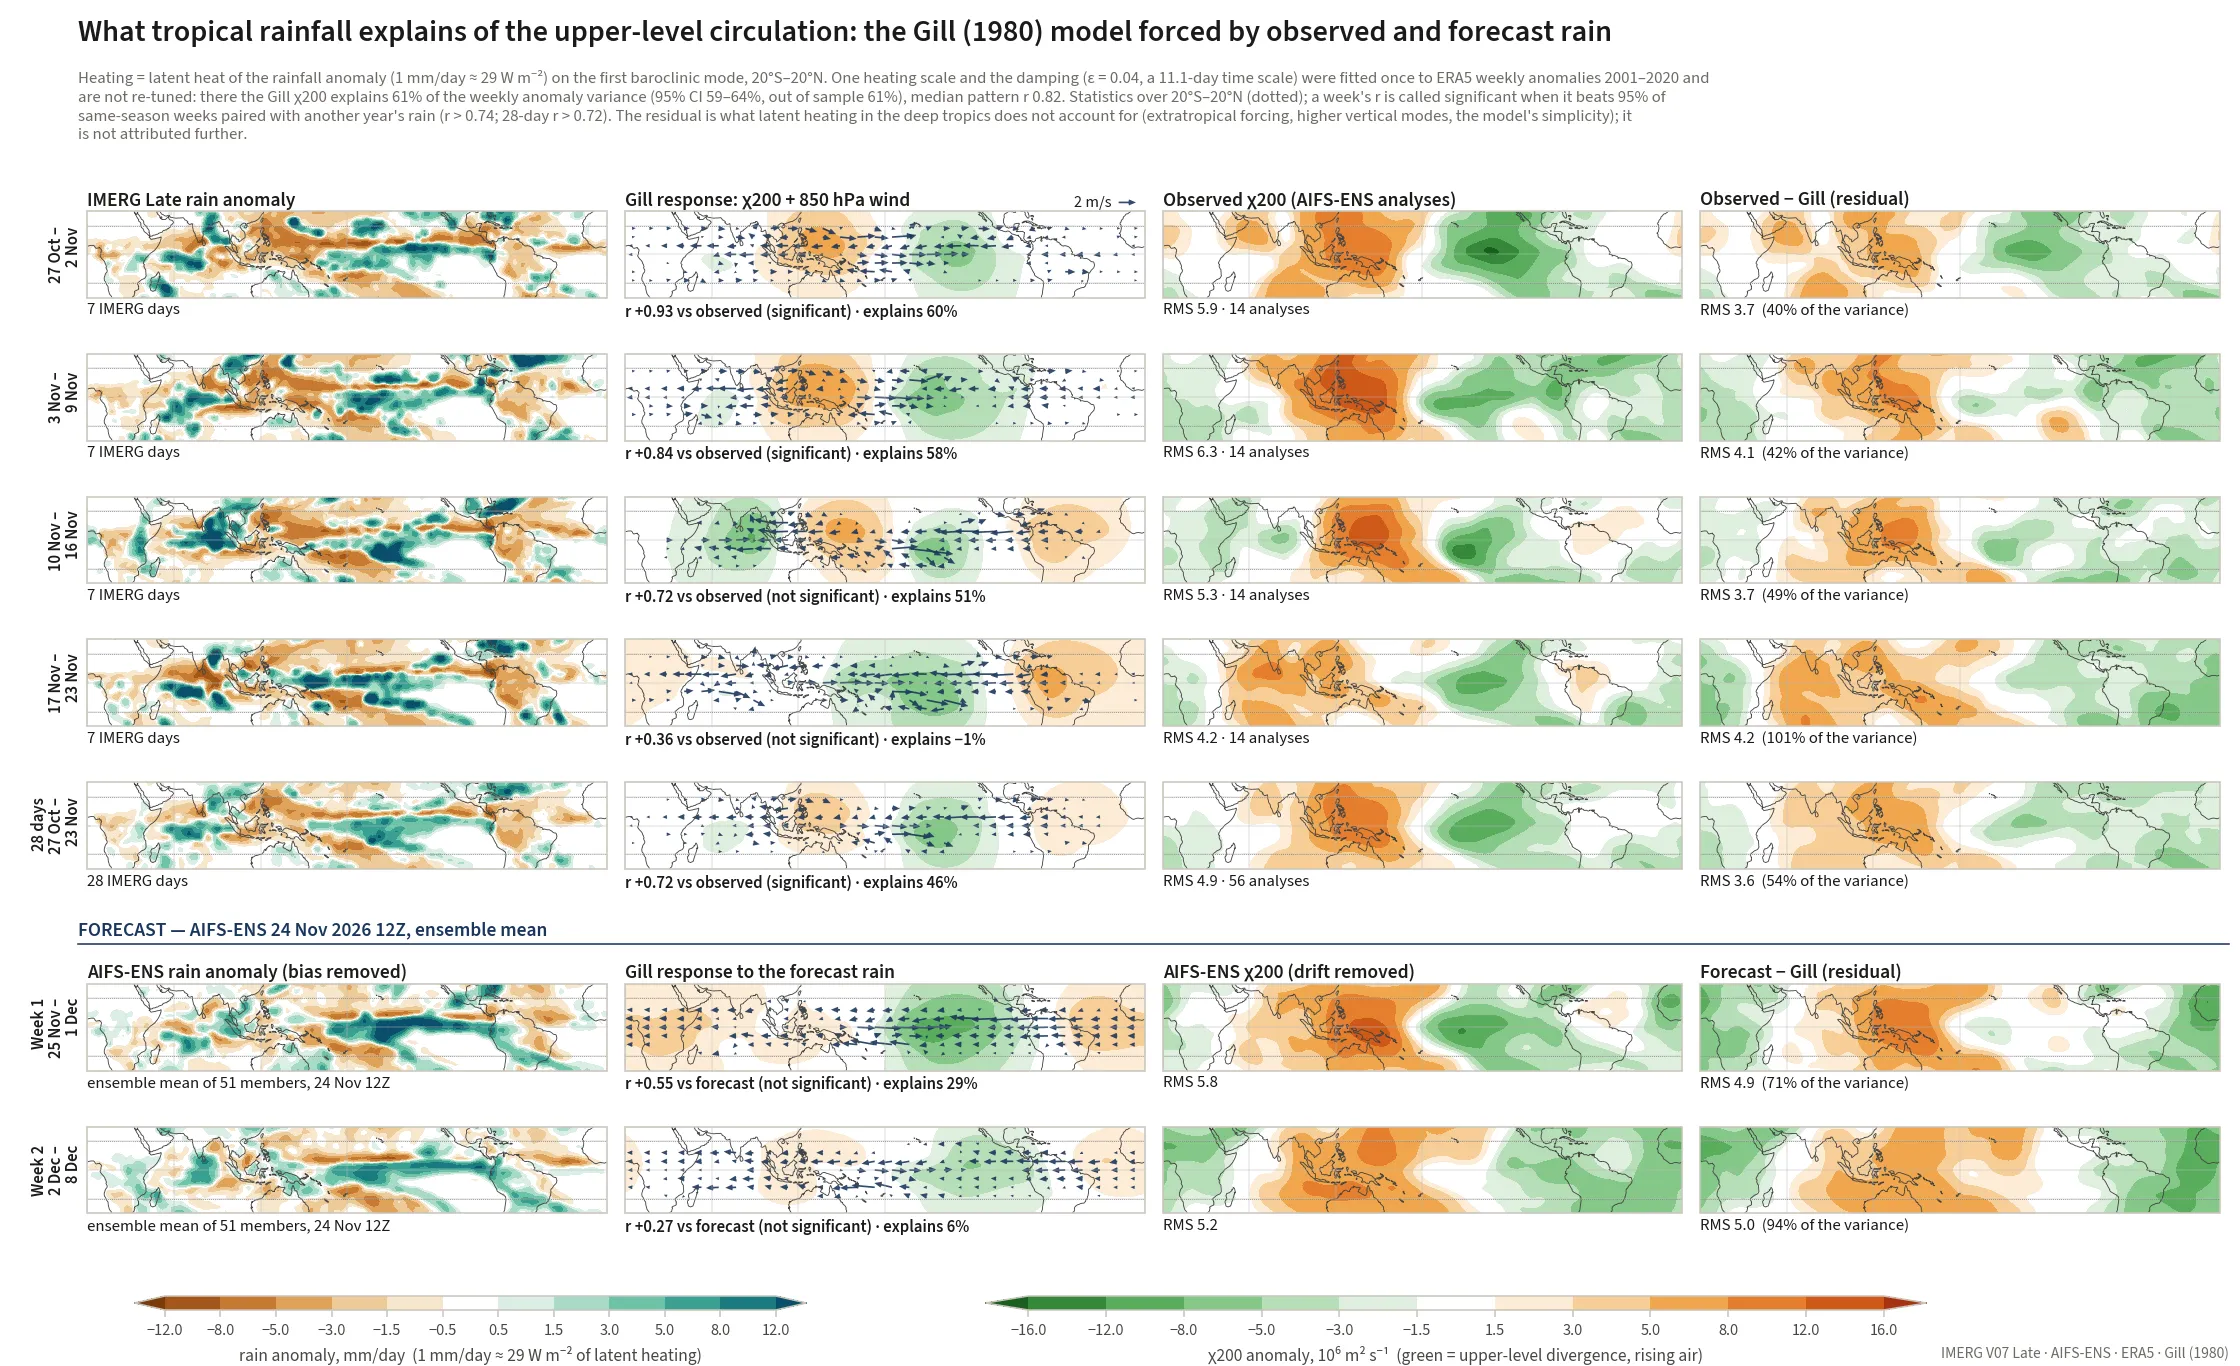 What tropical rainfall explains of the upper-level circulation: the Gill (1980) model forced by observed and forecast rain
Heating = latent heat of the rainfall anomaly (1 mm/day ≈ 29 W m⁻²) on the first baroclinic mode, 20°S–20°N. One heating scale and the damping (ε = 0.04, a 11.1-day time scale) were fitted once to ERA5 weekly anomalies 2001–2020 and
are not re-tuned: there the Gill χ200 explains 61% of the weekly anomaly variance (95% CI 59–64%, out of sample 61%), median pattern r 0.82. Statistics over 20°S–20°N (dotted); a week's r is called significant when it beats 95% of
same-season weeks paired with another year's rain (r > 0.74; 28-day r > 0.72). The residual is what latent heating in the deep tropics does not account for (extratropical forcing, higher vertical modes, the model's simplicity); it
is not attributed further.
IMERG Late rain anomaly
Gill response: χ200 + 850 hPa wind
2 m/s
Observed χ200 (AIFS-ENS analyses)
Observed − Gill (residual)
27 Oct –
2 Nov
7 IMERG days
r +0.93 vs observed (significant) · explains 60%
RMS 5.9 · 14 analyses
RMS 3.7 (40% of the variance)
3 Nov –
9 Nov
7 IMERG days
r +0.84 vs observed (significant) · explains 58%
RMS 6.3 · 14 analyses
RMS 4.1 (42% of the variance)
10 Nov –
16 Nov
7 IMERG days
r +0.72 vs observed (not significant) · explains 51%
RMS 5.3 · 14 analyses
RMS 3.7 (49% of the variance)
17 Nov –
23 Nov
7 IMERG days
r +0.36 vs observed (not significant) · explains −1%
RMS 4.2 · 14 analyses
RMS 4.2 (101% of the variance)
28 days
27 Oct –
23 Nov
28 IMERG days
r +0.72 vs observed (significant) · explains 46%
RMS 4.9 · 56 analyses
RMS 3.6 (54% of the variance)
FORECAST — AIFS-ENS 24 Nov 2026 12Z, ensemble mean
AIFS-ENS rain anomaly (bias removed)
Gill response to the forecast rain
AIFS-ENS χ200 (drift removed)
Forecast − Gill (residual)
Week 1
25 Nov –
1 Dec
ensemble mean of 51 members, 24 Nov 12Z
r +0.55 vs forecast (not significant) · explains 29%
RMS 5.8
RMS 4.9 (71% of the variance)
Week 2
2 Dec –
8 Dec
ensemble mean of 51 members, 24 Nov 12Z
r +0.27 vs forecast (not significant) · explains 6%
RMS 5.2
RMS 5.0 (94% of the variance)
−12.0 −8.0 −5.0 −3.0 −1.5 −0.5 0.5 1.5 3.0 5.0 8.0 12.0
rain anomaly, mm/day (1 mm/day ≈ 29 W m⁻² of latent heating)
−16.0 −12.0 −8.0 −5.0 −3.0 −1.5 1.5 3.0 5.0 8.0 12.0 16.0
χ200 anomaly, 10⁶ m² s⁻¹ (green = upper-level divergence, rising air)
IMERG V07 Late · AIFS-ENS · ERA5 · Gill (1980)